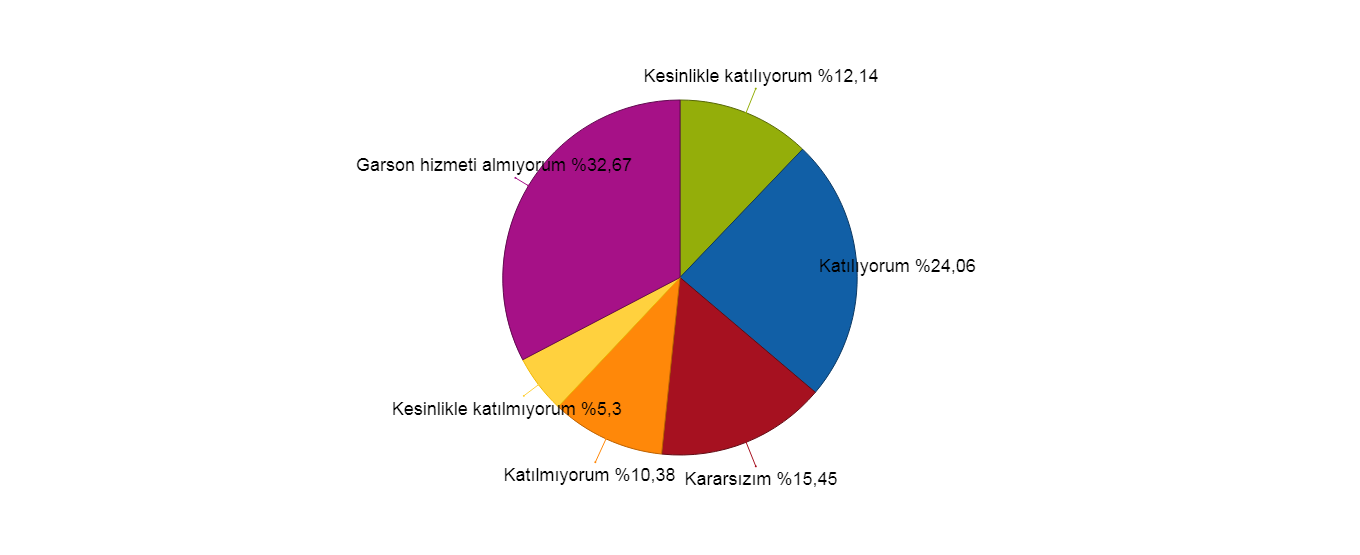 Kesinlikle katılıyorum %12,14
Garson hizmeti almıyorum %32,67
Katılıyorum %24,06
Kesinlikle katılmıyorum %5,3
Katılmıyorum %10,38
Kararsızım %15,45